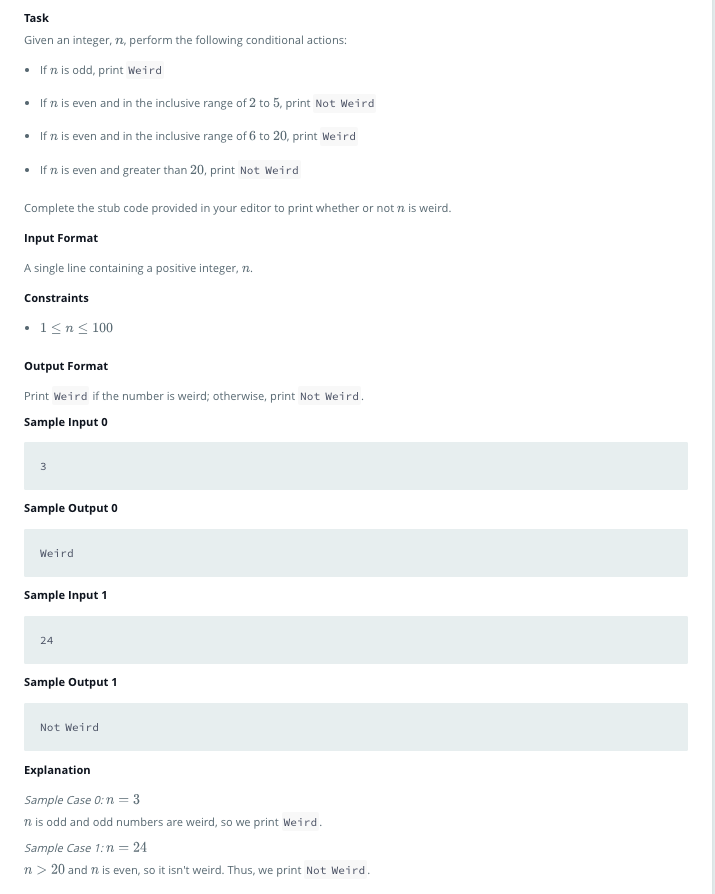 Task
Given an integer, n, perform the following conditional actions:
• If n is odd, print Weird
• If n is even and in the inclusive range of 2 to 5, print Not Weird
• If n is even and in the inclusive range of 6 to 20, print Weird
• If n is even and greater than 20, print Not Weird
Complete the stub code provided in your editor to print whether or not n is weird.
Input Format
A single line containing a positive integer, n.
Constraints
• 1 ≤ n ≤ 100
Output Format
Print Weird if the number is weird; otherwise, print Not Weird.
Sample Input 0
3
Sample Output 0
Weird
Sample Input 1
24
Sample Output 1
Not Weird
Explanation
Sample Case 0: n = 3
n is odd and odd numbers are weird, so we print Weird.
Sample Case 1: n = 24
n > 20 and n is even, so it isn't weird. Thus, we print Not Weird.